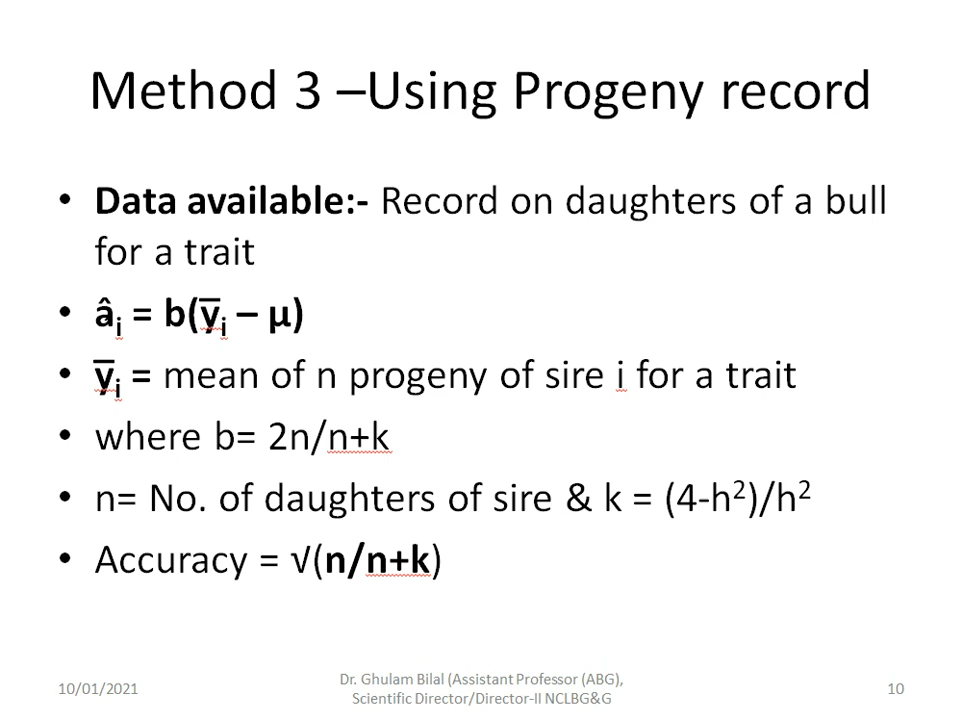 Method 3 –Using Progeny record
• Data available:- Record on daughters of a bull
for a trait
• âᵢ = b(y̅ᵢ – µ)
• y̅ᵢ = mean of n progeny of sire i for a trait
• where b= 2n/n+k
• n= No. of daughters of sire & k = (4-h²)/h²
• Accuracy = √(n/n+k)
10/01/2021
Dr. Ghulam Bilal (Assistant Professor (ABG),
Scientific Director/Director-II NCLBG&G
10